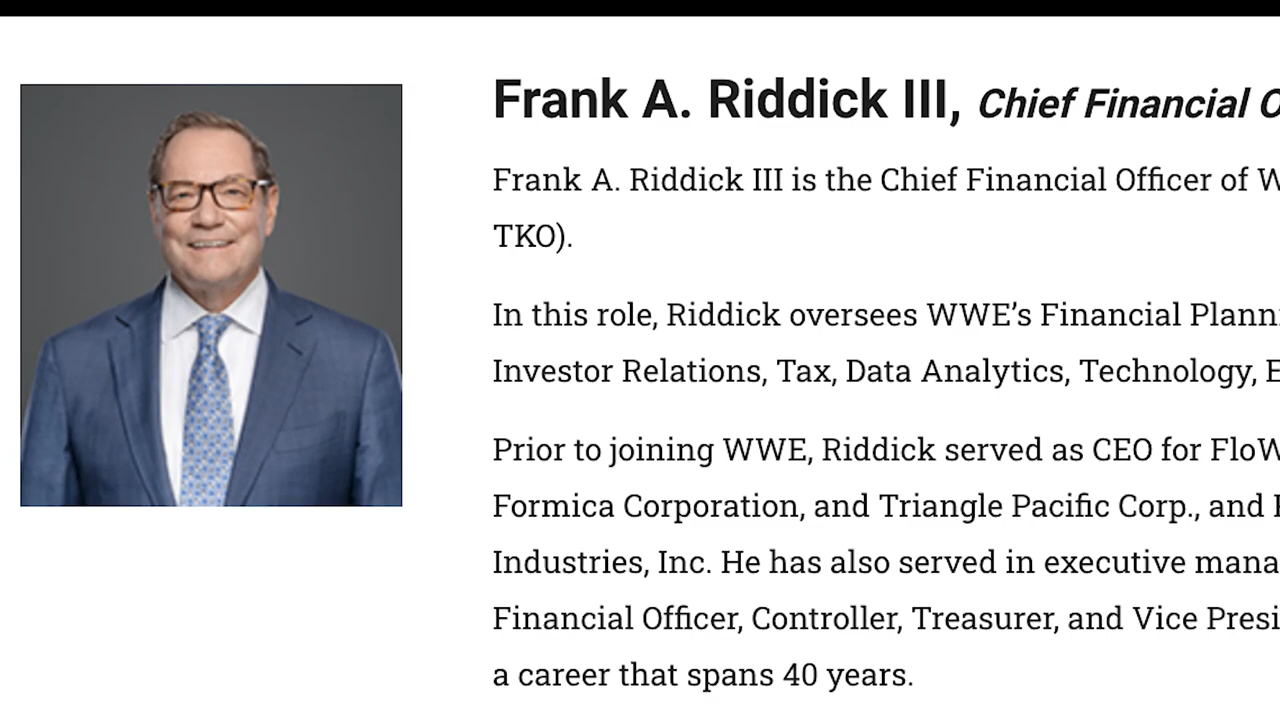 Frank A. Riddick III, Chief Financial
Frank A. Riddick III is the Chief Financial Officer of
TKO).
In this role, Riddick oversees WWE’s Financial
Investor Relations, Tax, Data Analytics, Technology,
Prior to joining WWE, Riddick served as CEO for
Formica Corporation, and Triangle Pacific Corp., and
Industries, Inc. He has also served in executive
Financial Officer, Controller, Treasurer, and Vice
a career that spans 40 years.